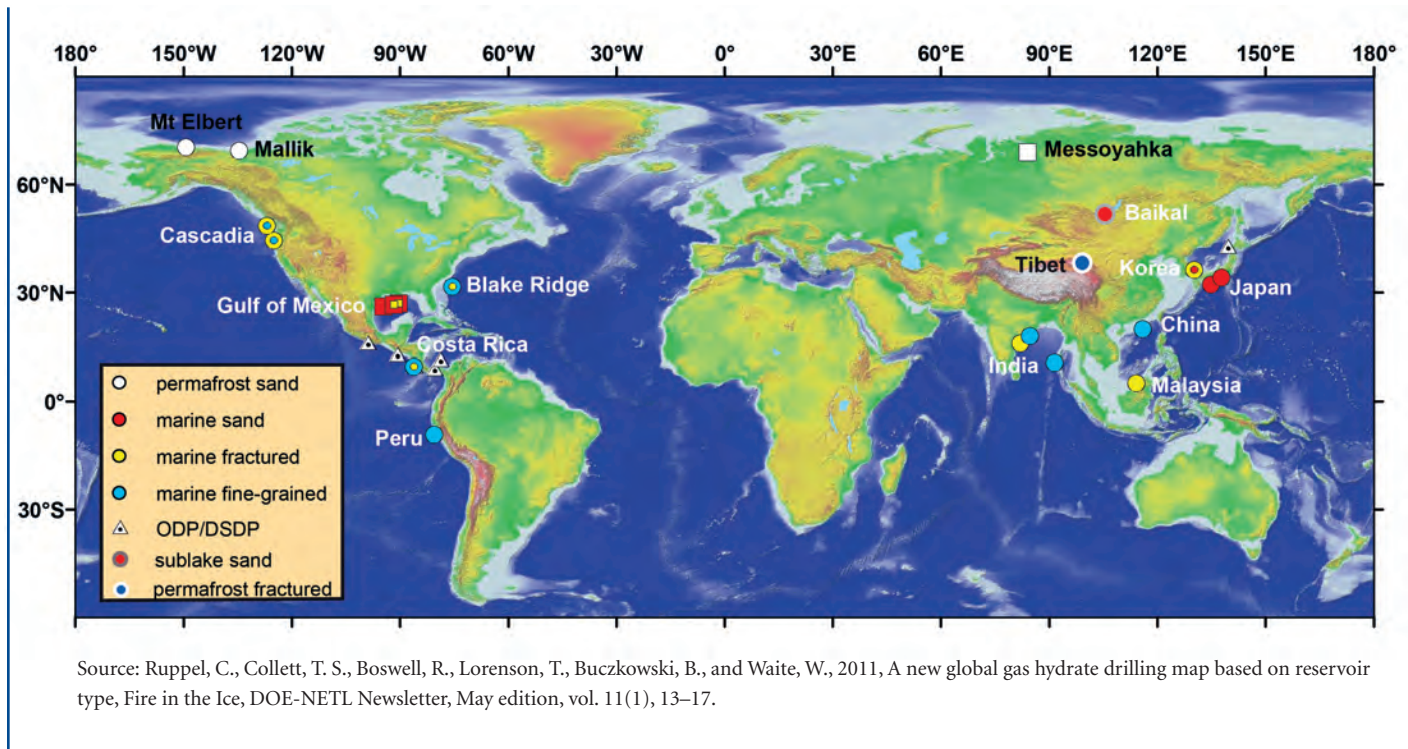 180° 150°W 120°W 90°W 60°W 30°W 0° 30°E 60°E 90°E 120°E 150°E 180°
Mt Elbert
Mallik
Messoyahka
60°N
Baikal
Cascadia
Tibet
Korea
Blake Ridge
30°N
Japan
Gulf of Mexico
China
Costa Rica
India
Malaysia
permafrost sand
0°
marine sand
Peru
marine fractured
marine fine-grained
30°S
ODP/DSDP
sublake sand
permafrost fractured
Source: Ruppel, C., Collett, T. S., Boswell, R., Lorenson, T., Buczkowski, B., and Waite, W., 2011, A new global gas hydrate drilling map based on reservoir
type, Fire in the Ice, DOE-NETL Newsletter, May edition, vol. 11(1), 13–17.